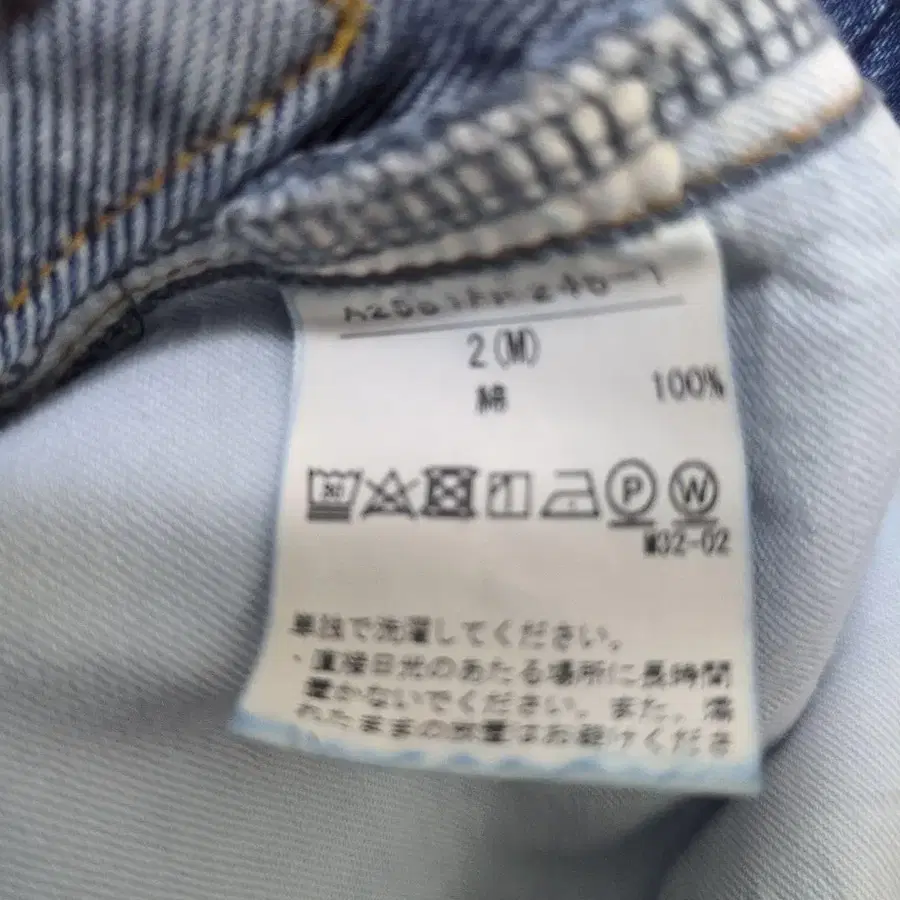 2(M)
綿 100%
P W
M32-02
単独で洗濯してください。
・直接日光のあたる場所に長時間
置かないでください。また、濡
れたままの放置はお避けくださ